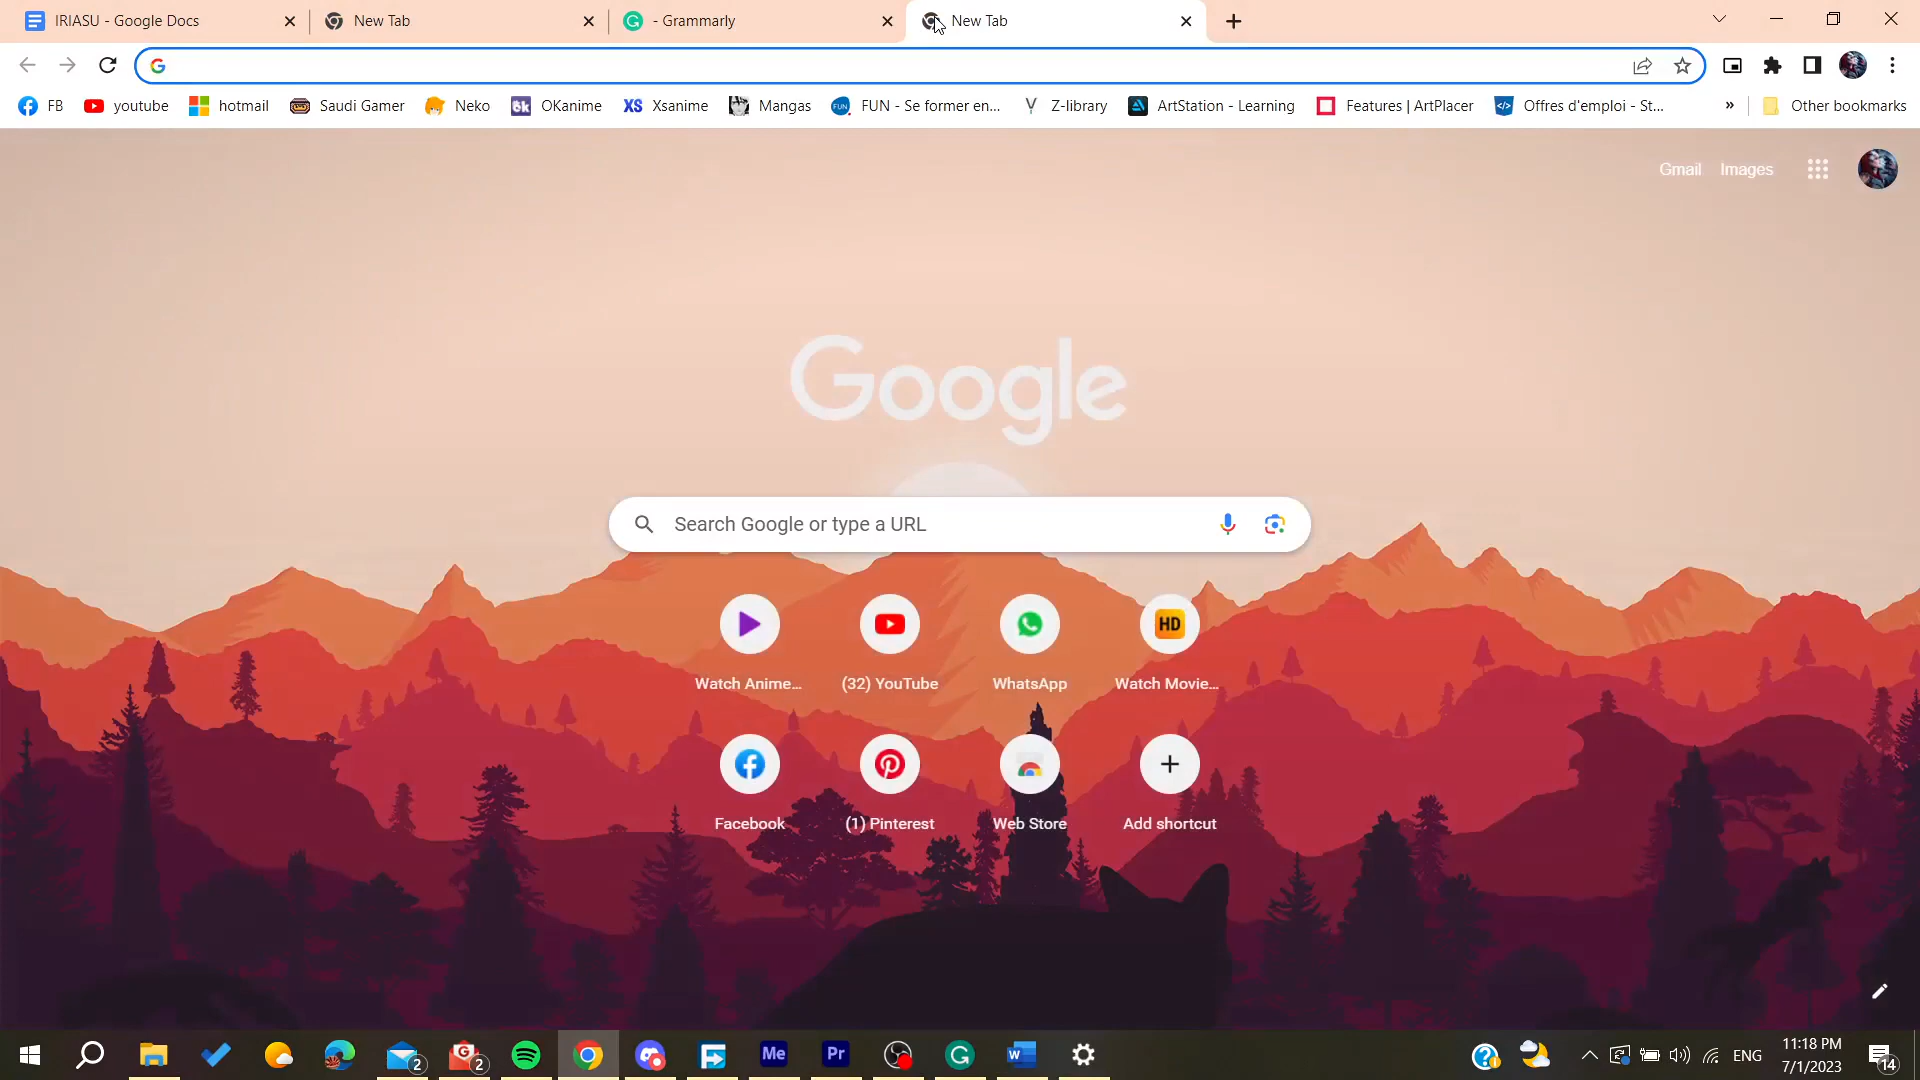 IRIASU - Google Docs
New Tab
- Grammarly
New Tab
FB
youtube
hotmail
Saudi Gamer
Neko
OKanime
Xsanime
Mangas
FUN - Se former en...
Z-library
ArtStation - Learning
Features | ArtPlacer
Offres d'emploi - St...
»
Other bookmarks
Gmail
Images
Google
Search Google or type a URL
HD
Watch Anime...
(32) YouTube
WhatsApp
Watch Movie...
Facebook
(1) Pinterest
Web Store
Add shortcut
2
2
Me
Pr
ENG
11:18 PM
7/1/2023
14